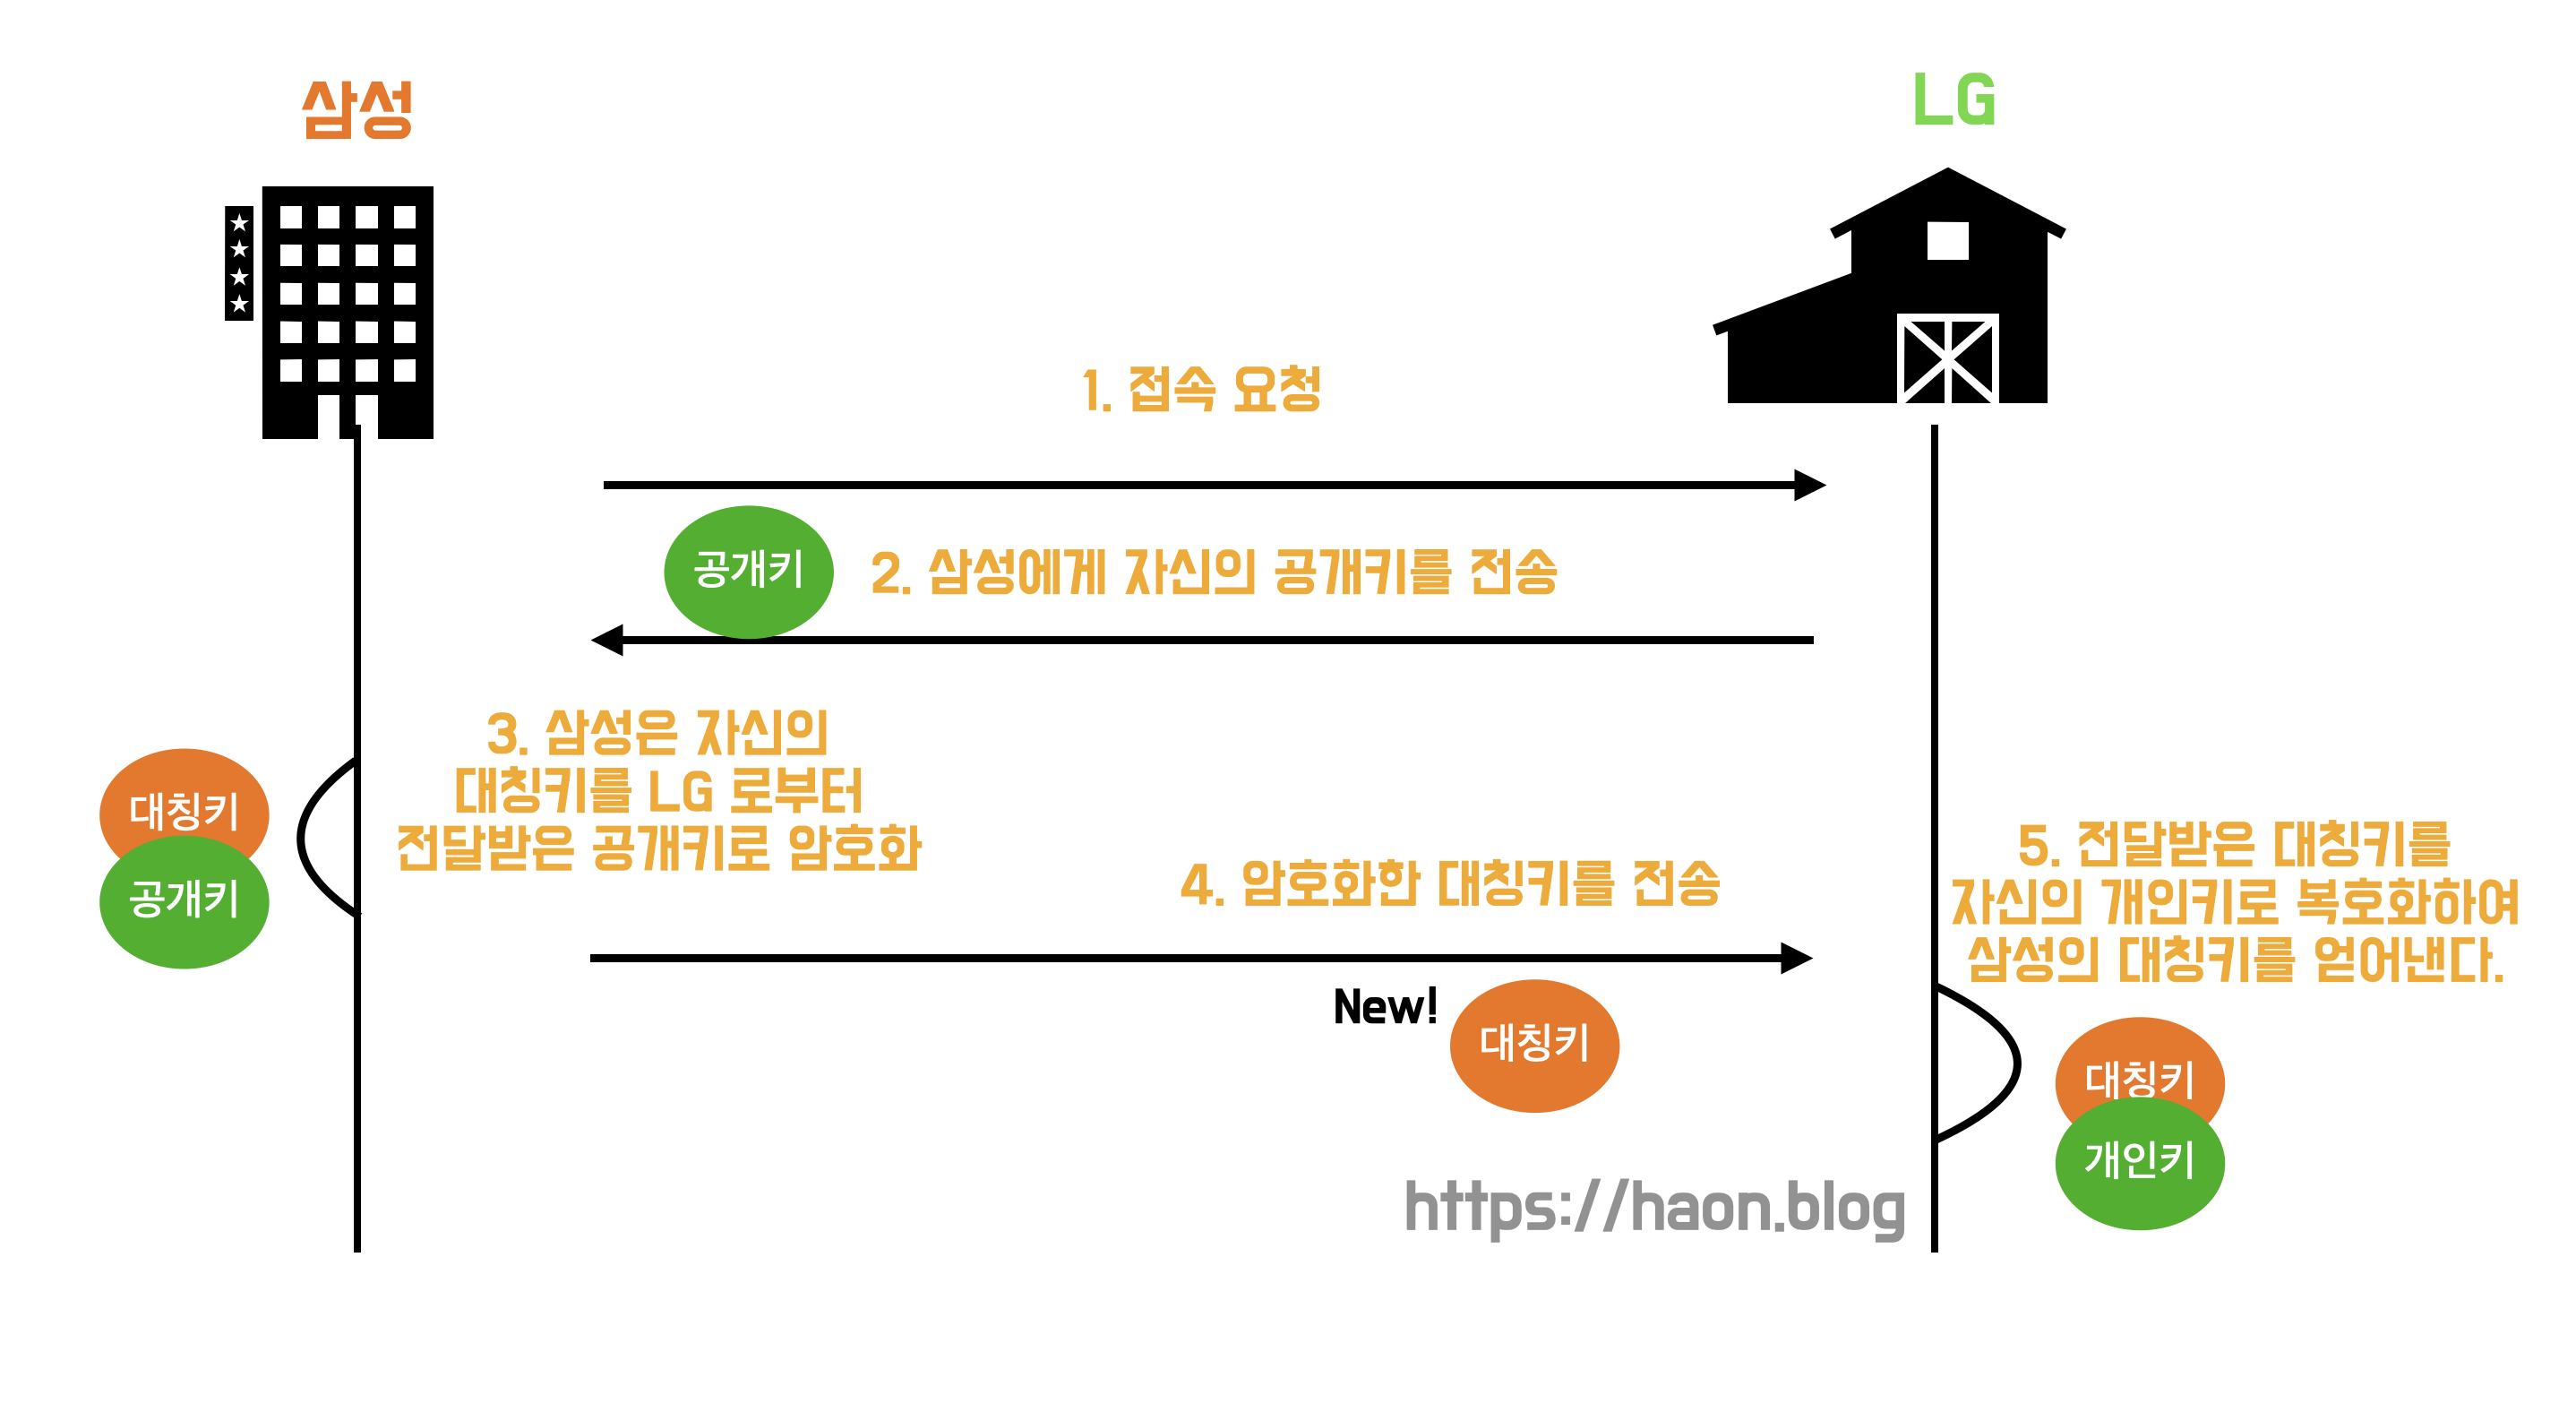 삼성
LG
1. 접속 요청
공개키
2. 삼성에게 자신의 공개키를 전송
3. 삼성은 자신의
대칭키를 LG 로부터
전달받은 공개키로 암호화
대칭키
공개키
4. 암호화한 대칭키를 전송
New!
대칭키
5. 전달받은 대칭키를
자신의 개인키로 복호화하여
삼성의 대칭키를 얻어낸다.
대칭키
개인키
https://haon.blog